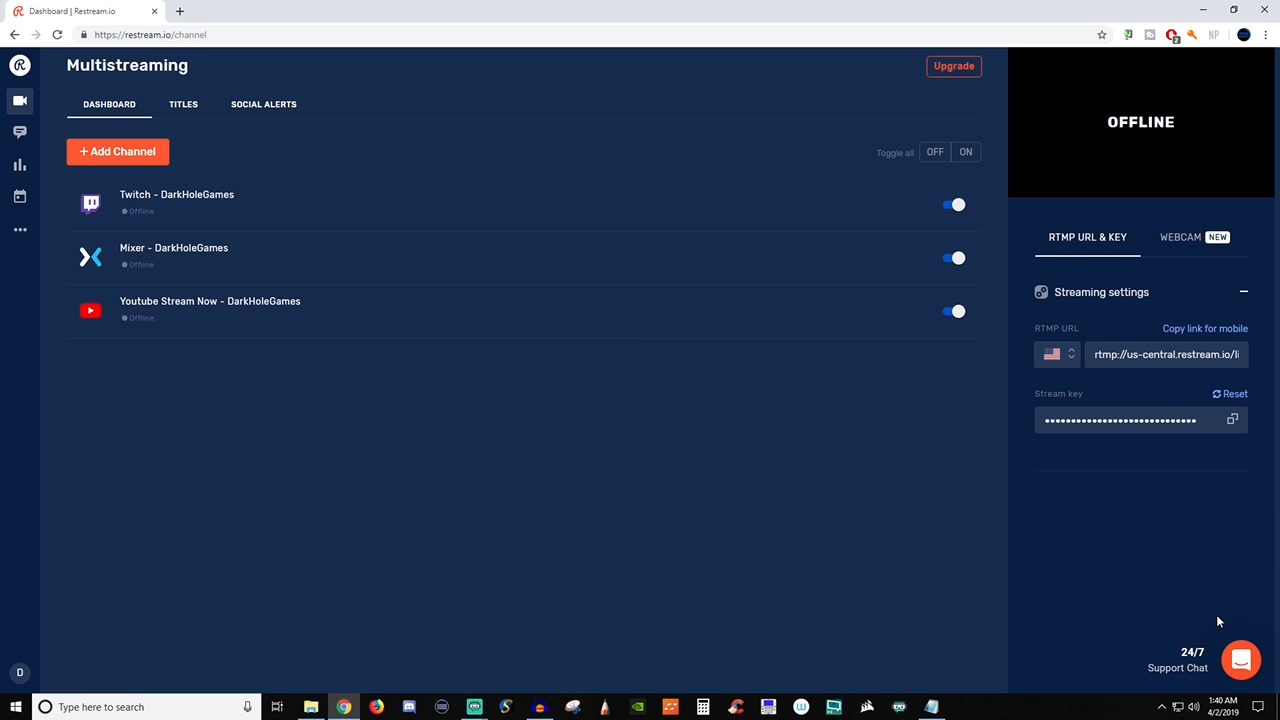 Dashboard | Restream.io
https://restream.io/channel
2
NP
Multistreaming
Upgrade
DASHBOARD
TITLES
SOCIAL ALERTS
+ Add Channel
Toggle all
OFF
ON
Twitch - DarkHoleGames
Offline
Mixer - DarkHoleGames
Offline
Youtube Stream Now - DarkHoleGames
Offline
D
OFFLINE
RTMP URL & KEY
WEBCAM NEW
Streaming settings
RTMP URL
Copy link for mobile
rtmp://us-central.restream.io/li
Stream key
Reset
24/7
Support Chat
Type here to search
1:40 AM
4/2/2019